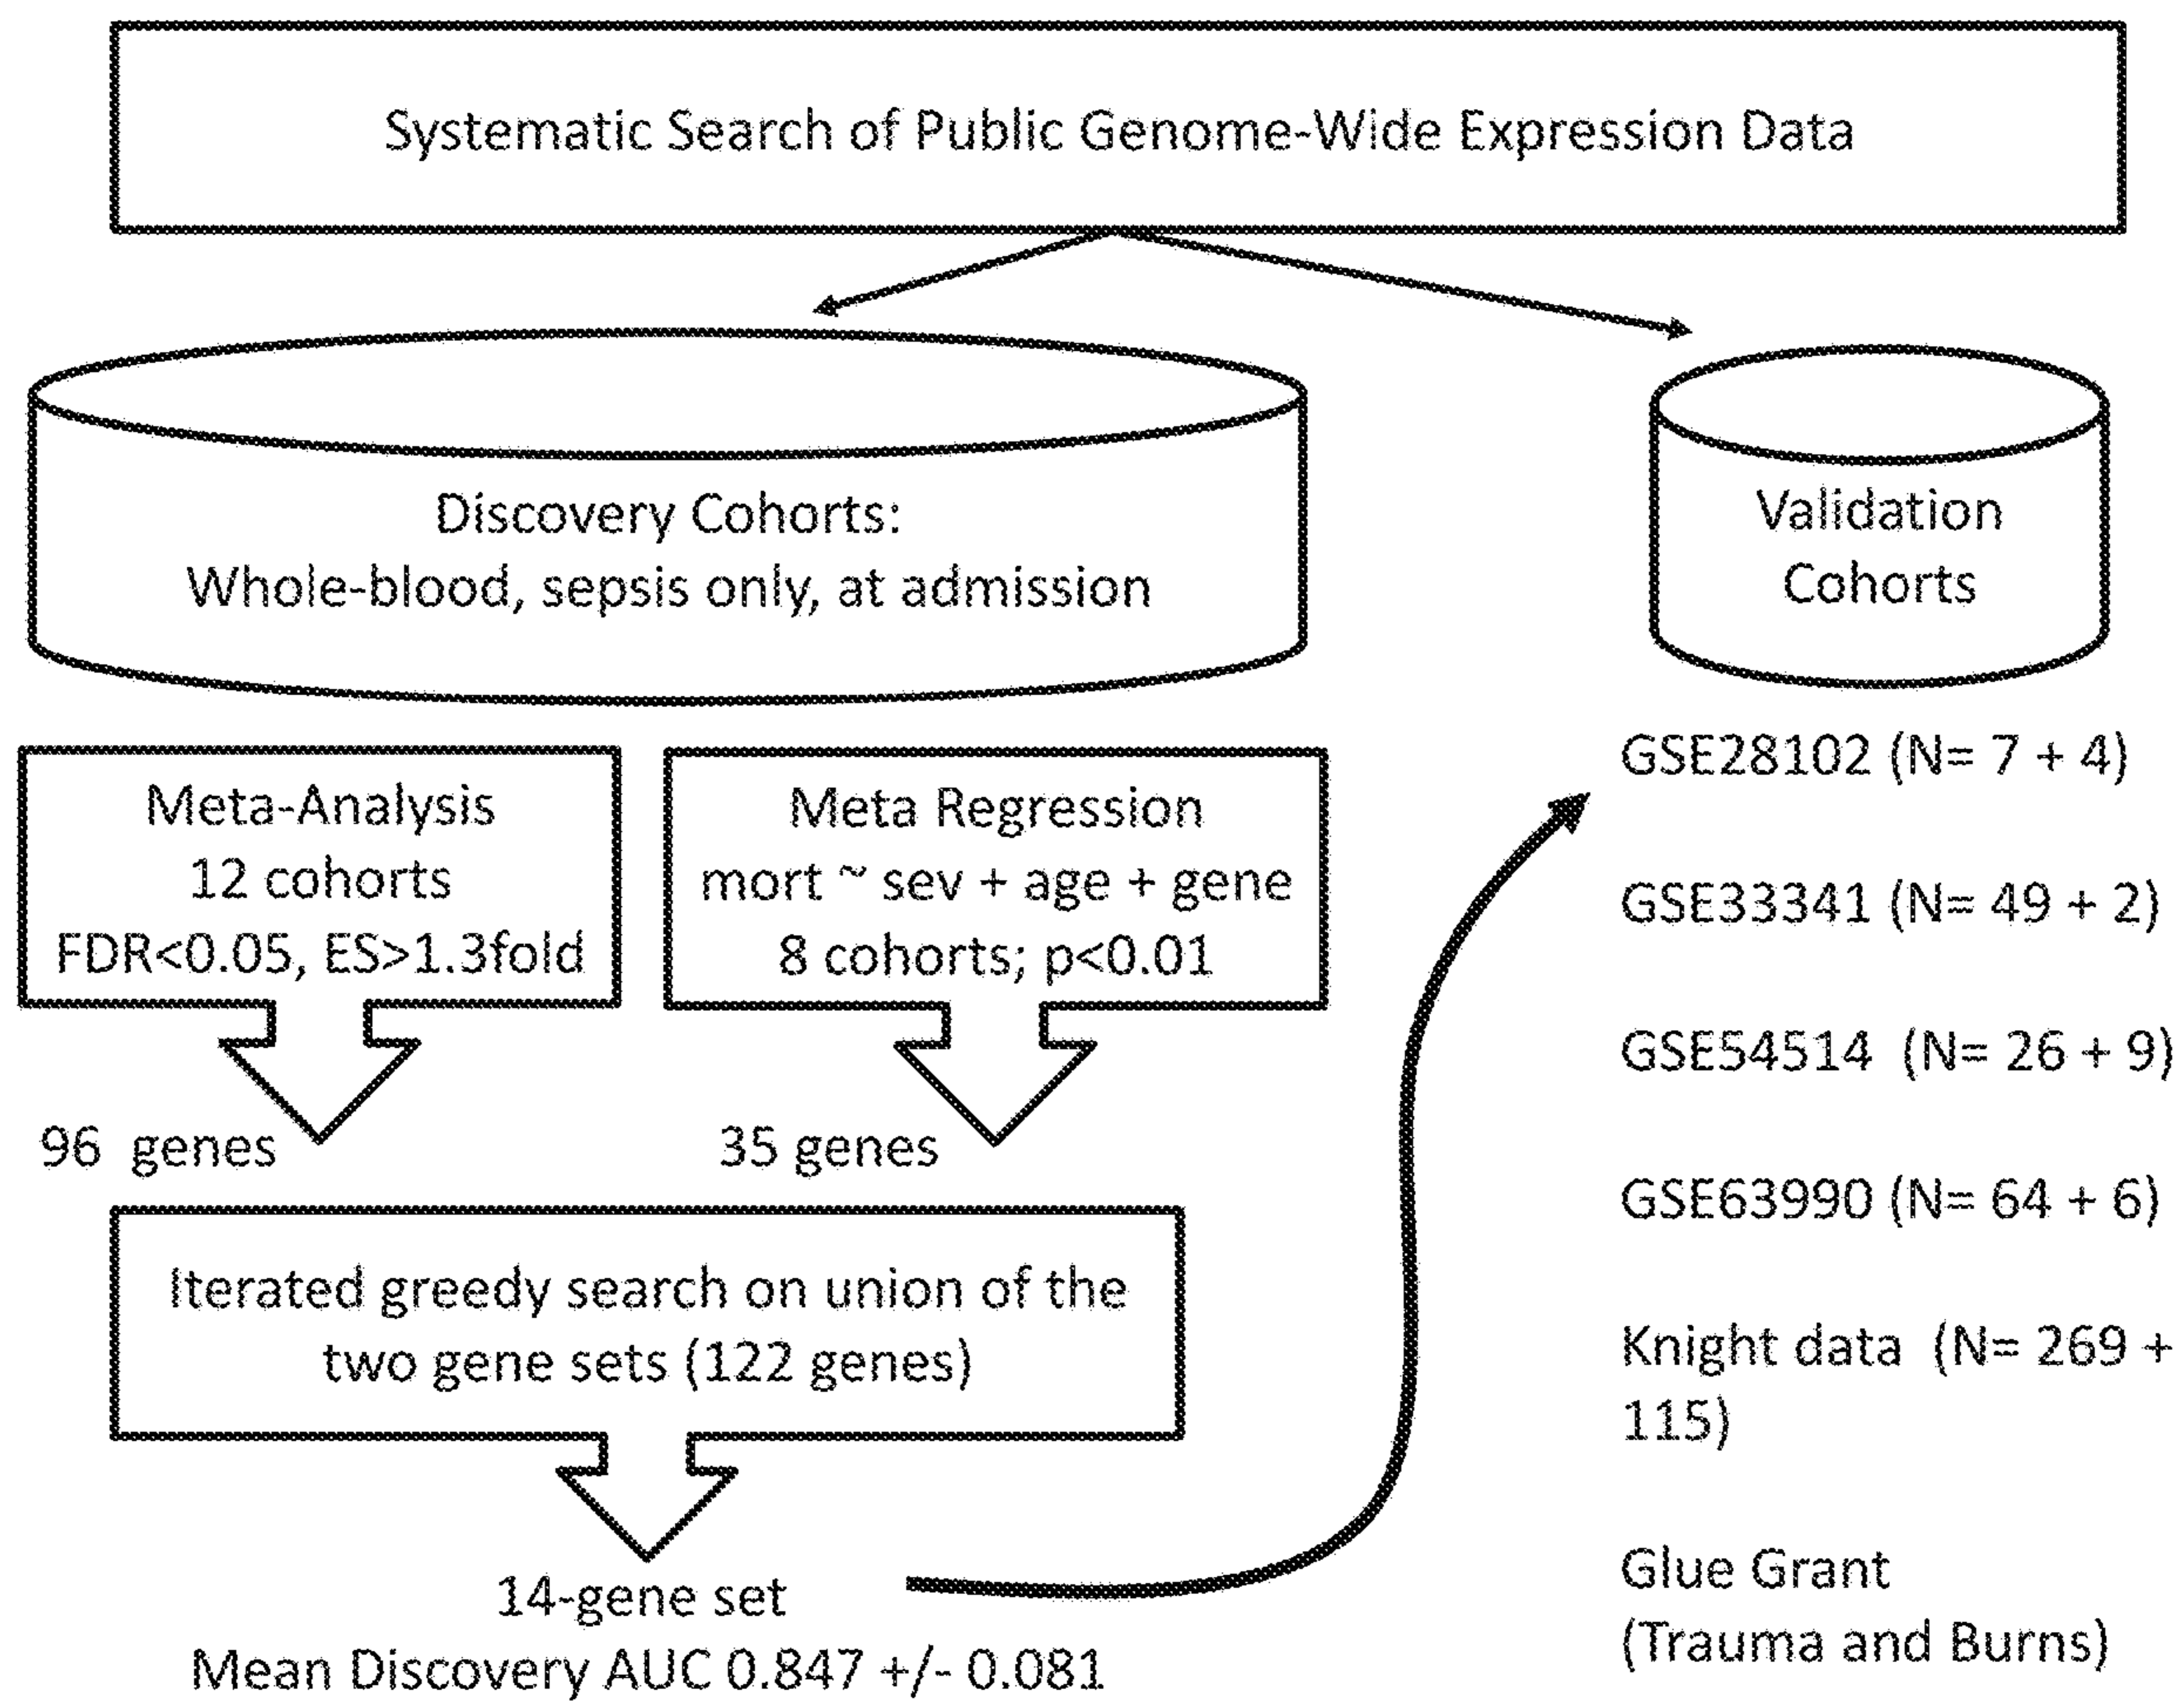 Systematic Search of Public Genome-Wide Expression Data
Discovery Cohorts:
Whole-blood, sepsis only, at admission
Validation
Cohorts
Meta-Analysis
12 cohorts
FDR<0.05, ES>1.3fold
Meta Regression
mort ~ sev + age + gene
8 cohorts; p<0.01
96 genes
35 genes
Iterated greedy search on union of the
two gene sets (122 genes)
14-gene set
Mean Discovery AUC 0.847 +/- 0.081
GSE28102 (N= 7 + 4)
GSE33341 (N= 49 + 2)
GSE54514 (N= 26 + 9)
GSE63990 (N= 64 + 6)
Knight data (N= 269 +
115)
Glue Grant
(Trauma and Burns)